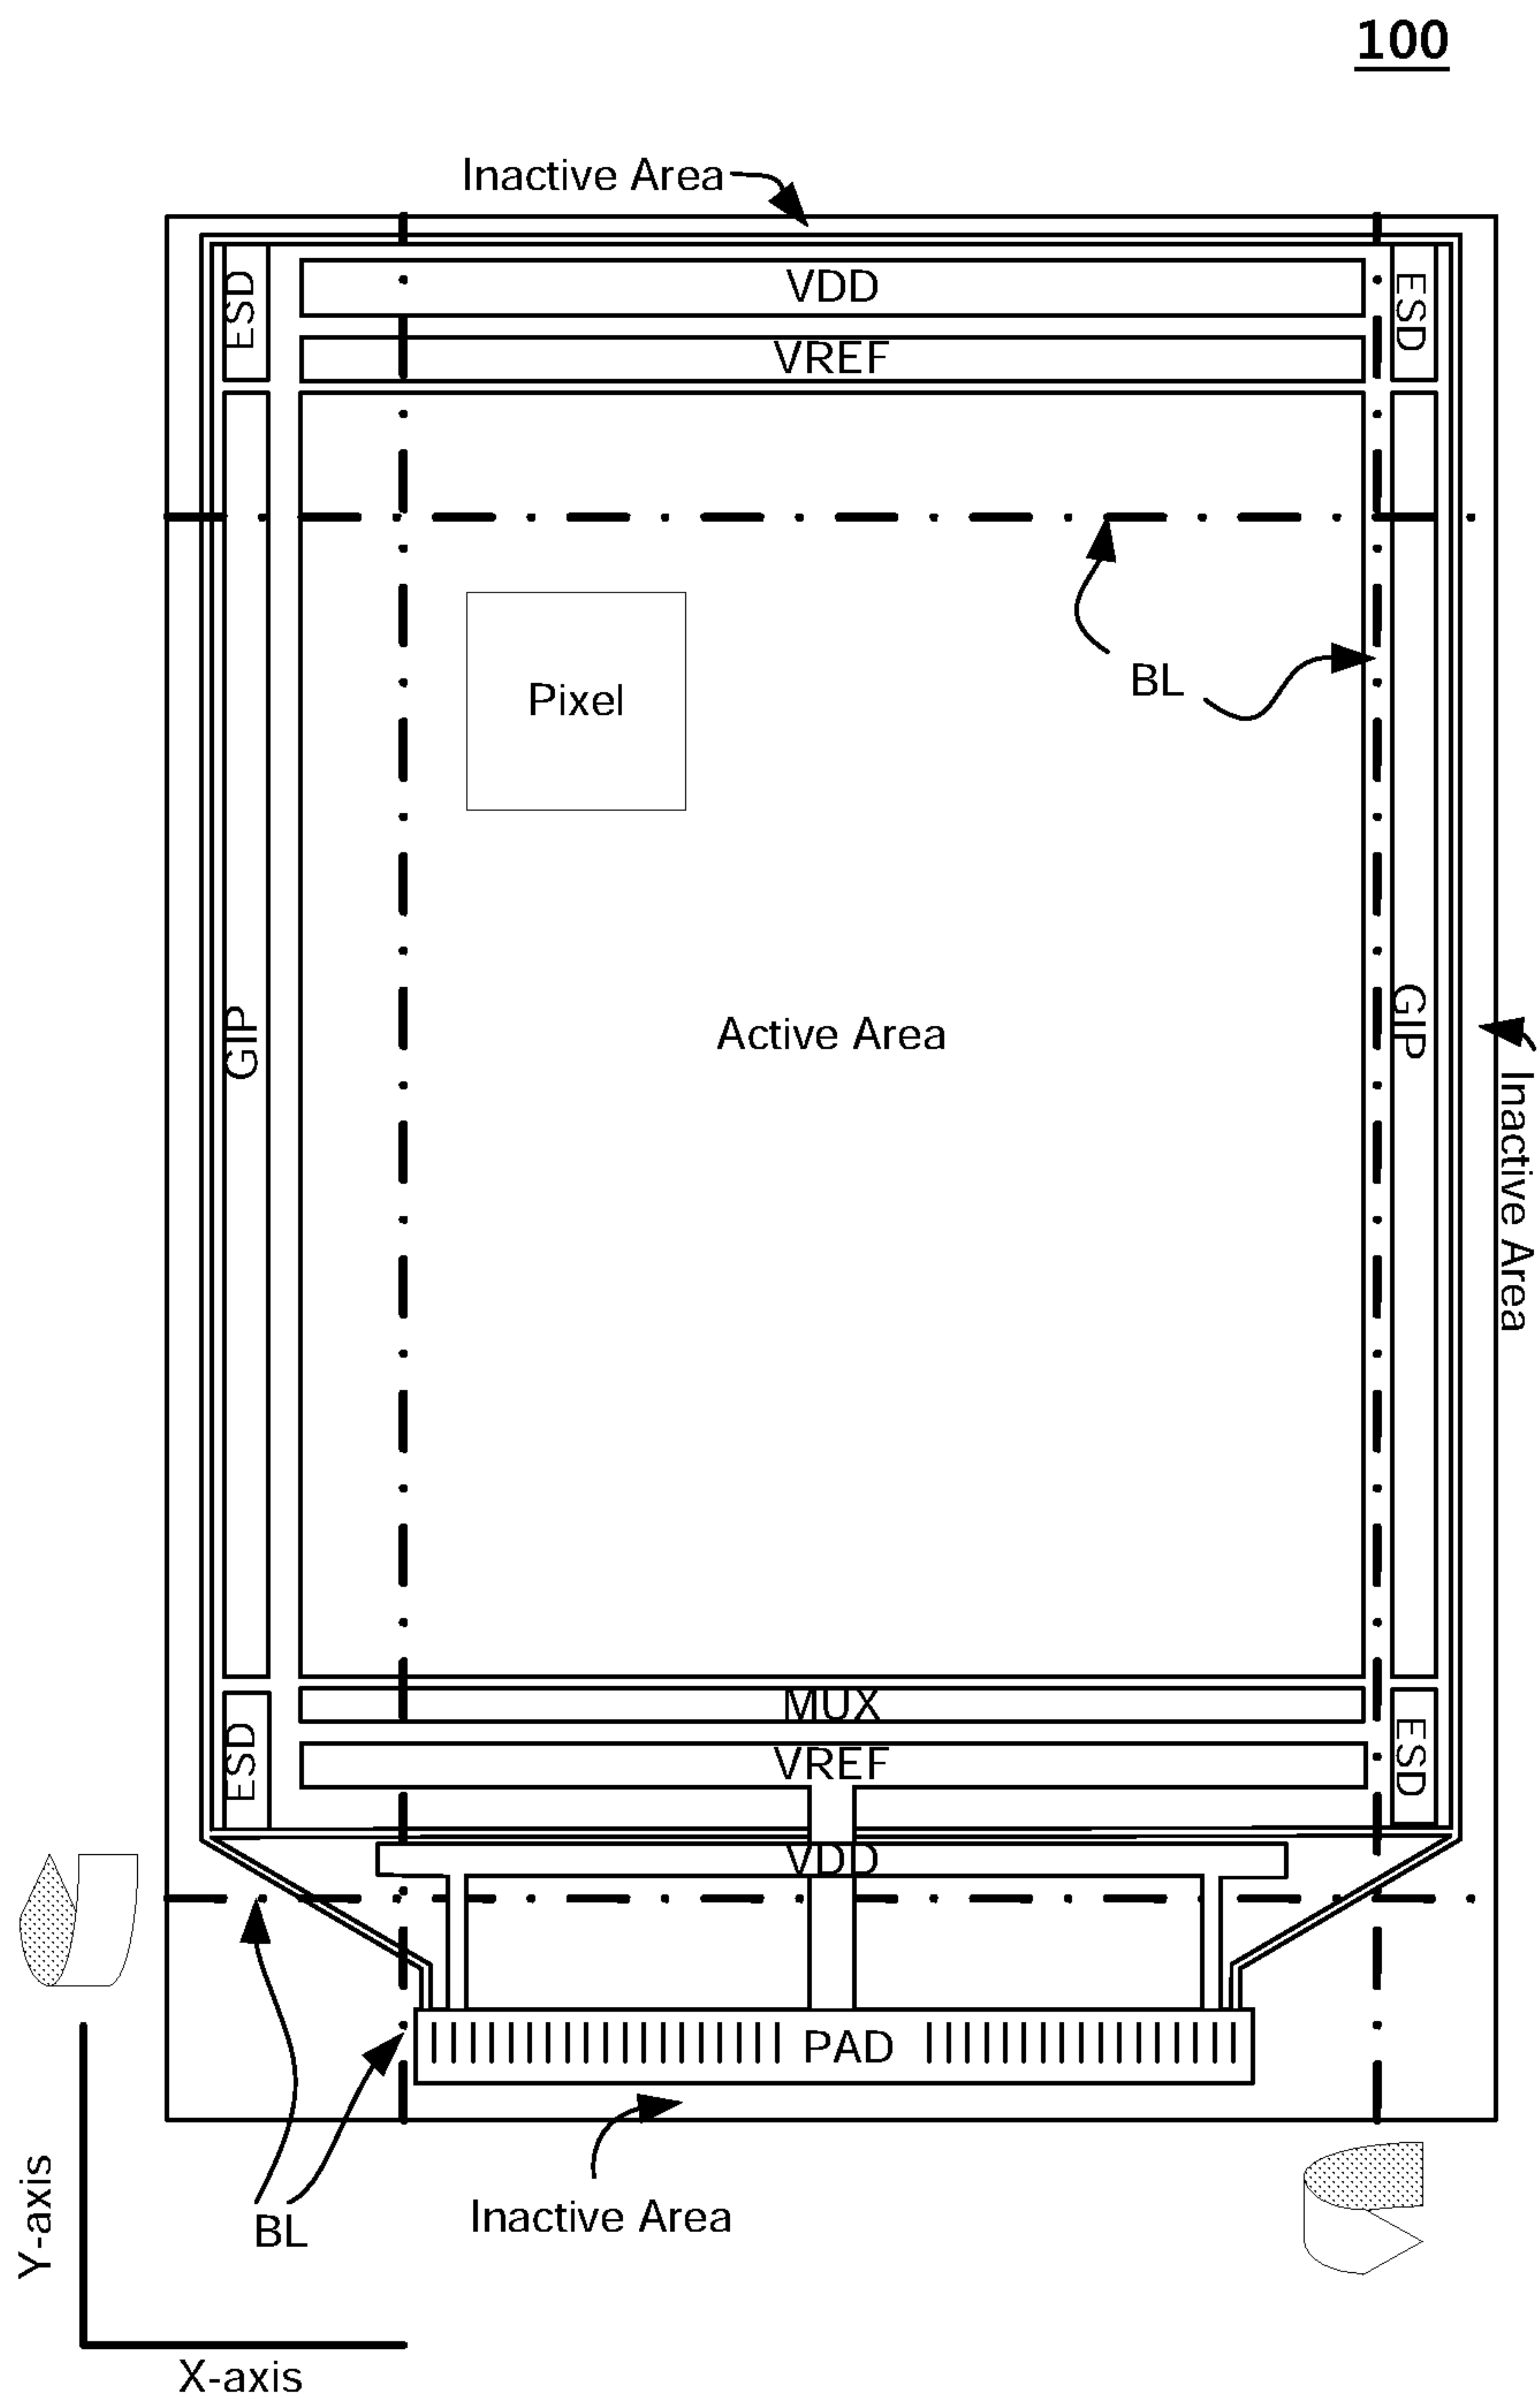 100
Inactive Area
VDD
ESD
ESD
VREF
BL
Pixel
Active Area
GIP
GIP
Inactive Area
MUX
VREF
ESD
ESD
VDD
PAD
Inactive Area
BL
Y-axis
X-axis